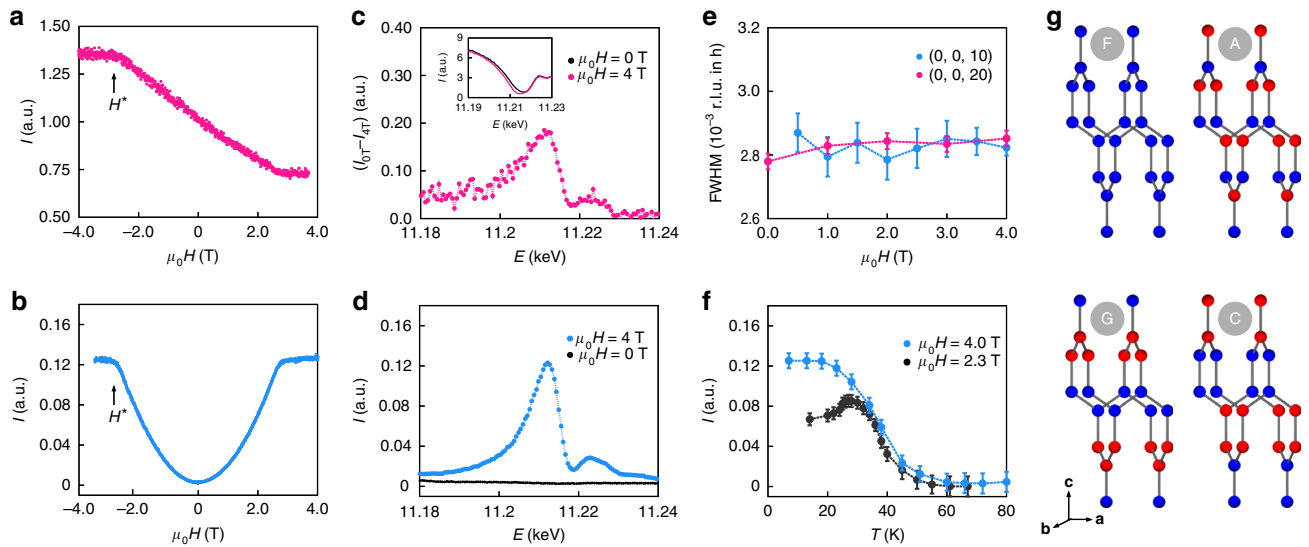 a
1.50
1.25
1.00
0.75
0.50
I (a.u.)
H*
−4.0
−2.0
0
2.0
4.0
μ0H (T)
b
0.16
0.12
0.08
0.04
0
I (a.u.)
H*
−4.0
−2.0
0
2.0
4.0
μ0H (T)
c
0.40
0.30
0.20
0.10
0.0
(I0T−I4T) (a.u.)
9
6
3
0
I (a.u.)
11.19
11.21
11.23
E (keV)
μ0H = 0 T
μ0H = 4 T
11.18
11.20
11.22
11.24
E (keV)
d
0.16
0.12
0.08
0.04
0
I (a.u.)
μ0H = 4 T
μ0H = 0 T
11.18
11.20
11.22
11.24
E (keV)
e
3.2
3.0
2.8
2.6
FWHM (10−3 r.l.u. in h)
(0, 0, 10)
(0, 0, 20)
0.0
1.0
2.0
3.0
4.0
μ0H (T)
f
0.16
0.12
0.08
0.04
0
I (a.u.)
μ0H = 4.0 T
μ0H = 2.3 T
0
20
40
60
80
T (K)
g
F
A
G
C
c
b
a